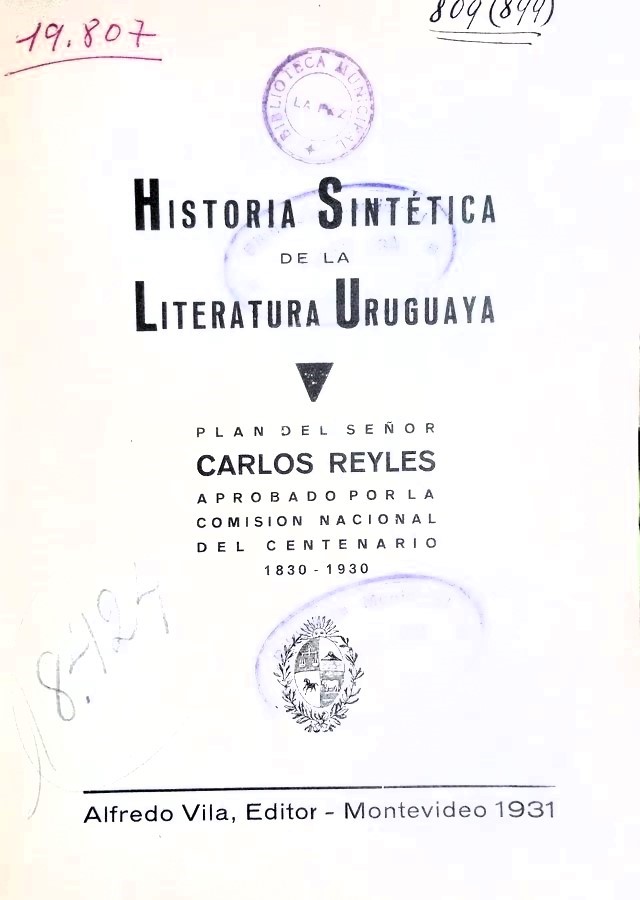 19.807
809(899)
BIBLIOTECA MUNICIPAL
LA PAZ
HISTORIA SINTÉTICA
DE LA
LITERATURA URUGUAYA
PLAN DEL SEÑOR
CARLOS REYLES
APROBADO POR LA
COMISION NACIONAL
DEL CENTENARIO
1830 - 1930
Alfredo Vila, Editor - Montevideo 1931